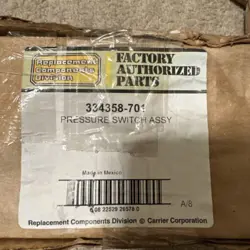 Replacement
Components
Division
FACTORY
AUTHORIZED
PARTS
334358-701
PRESSURE SWITCH ASSY
Made in Mexico
A/8
Replacement Components Division © Carrier Corporation